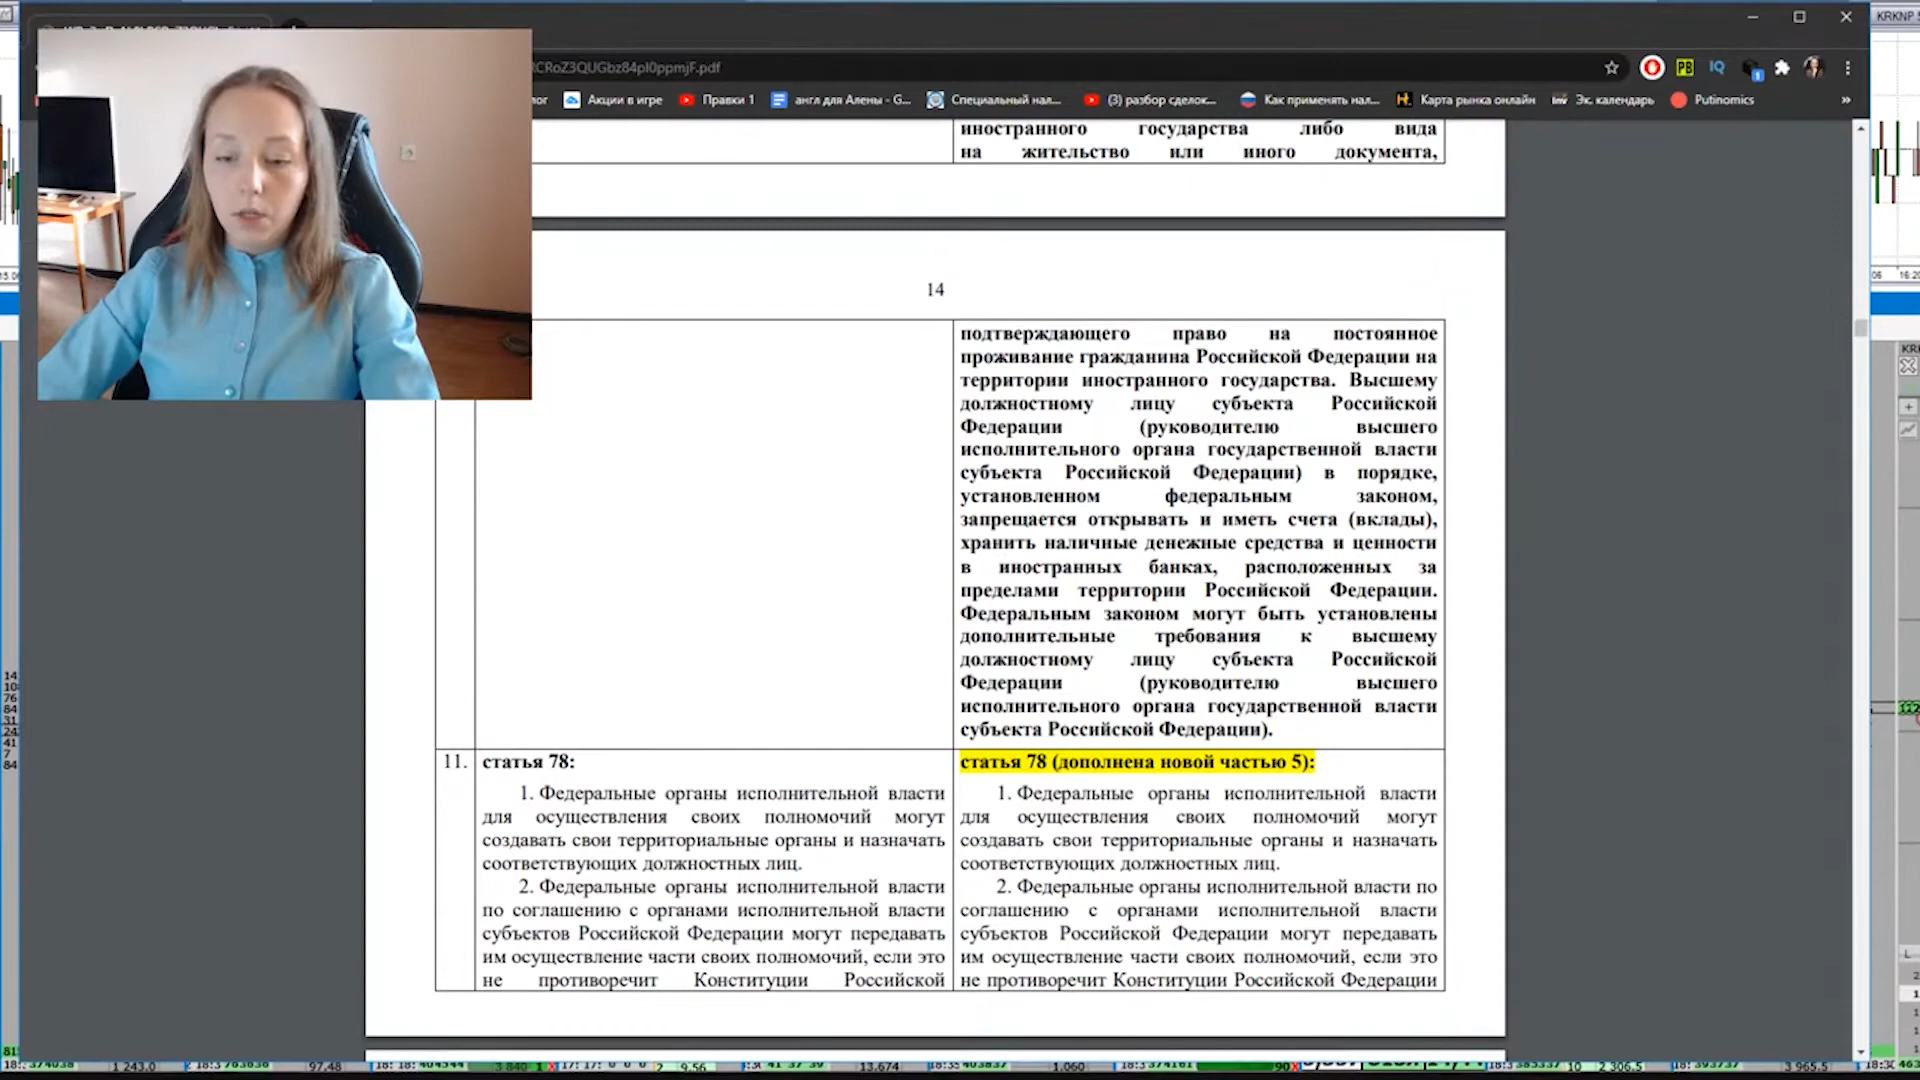 KRKNP
RCRoZ3QUGbz84pl0ppmjF.pdf
лог
Акции в игре
Правки 1
англ для Алены - G...
Специальный нал...
(3) разбор сделок...
Как применять нал...
Карта рынка онлайн
Эк. календарь
Putinomics
»
иностранного государства либо вида
на жительство или иного документа,
14
подтверждающего право на постоянное
проживание гражданина Российской Федерации на
территории иностранного государства. Высшему
должностному лицу субъекта Российской
Федерации (руководителю высшего
исполнительного органа государственной власти
субъекта Российской Федерации) в порядке,
установленном федеральным законом,
запрещается открывать и иметь счета (вклады),
хранить наличные денежные средства и ценности
в иностранных банках, расположенных за
пределами территории Российской Федерации.
Федеральным законом могут быть установлены
дополнительные требования к высшему
должностному лицу субъекта Российской
Федерации (руководителю высшего
исполнительного органа государственной власти
субъекта Российской Федерации).
11.
статья 78:
1. Федеральные органы исполнительной власти
для осуществления своих полномочий могут
создавать свои территориальные органы и назначать
соответствующих должностных лиц.
2. Федеральные органы исполнительной власти
по соглашению с органами исполнительной власти
субъектов Российской Федерации могут передавать
им осуществление части своих полномочий, если это
не противоречит Конституции Российской
статья 78 (дополнена новой частью 5):
1. Федеральные органы исполнительной власти
для осуществления своих полномочий могут
создавать свои территориальные органы и назначать
соответствующих должностных лиц.
2. Федеральные органы исполнительной власти по
соглашению с органами исполнительной власти
субъектов Российской Федерации могут передавать
им осуществление части своих полномочий, если это
не противоречит Конституции Российской Федерации